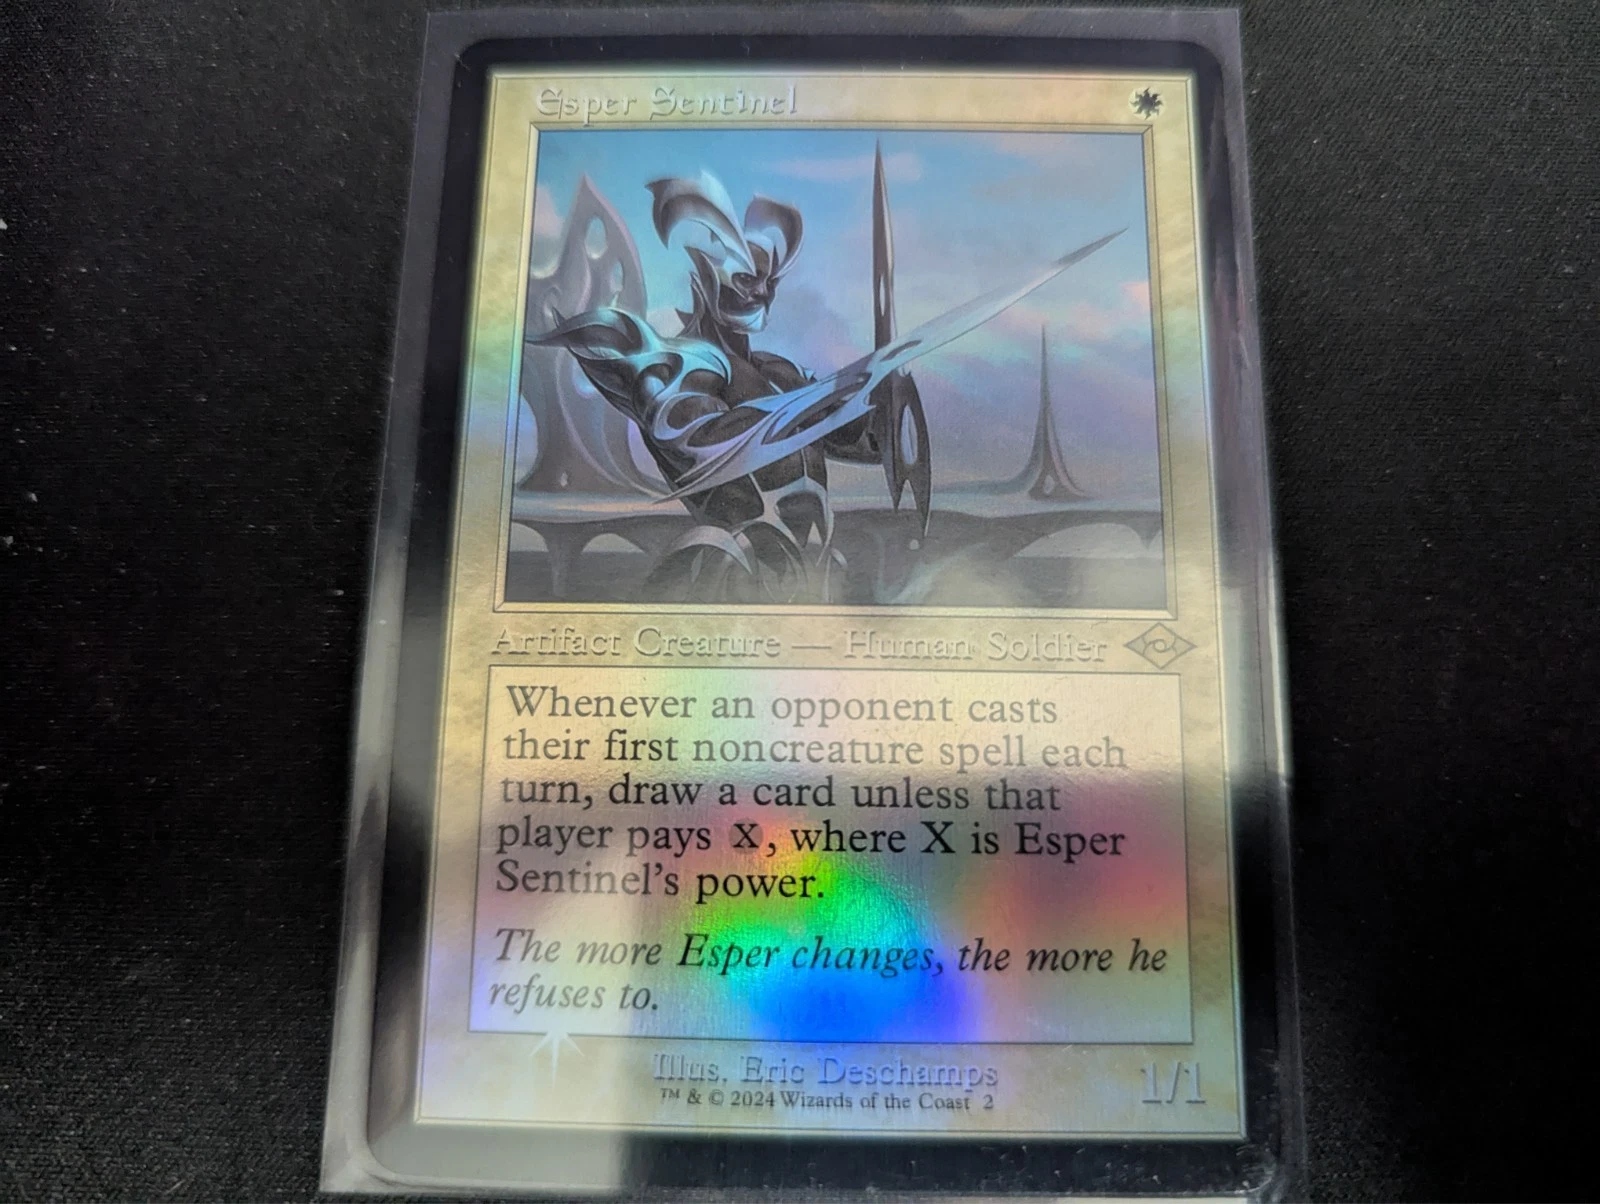 Esper Sentinel
Artifact Creature — Human Soldier
Whenever an opponent casts
their first noncreature spell each
turn, draw a card unless that
player pays X, where X is Esper
Sentinel's power.
The more Esper changes, the more he
refuses to.
Illus. Eric Deschamps
™ & © 2024 Wizards of the Coast 2
1/1